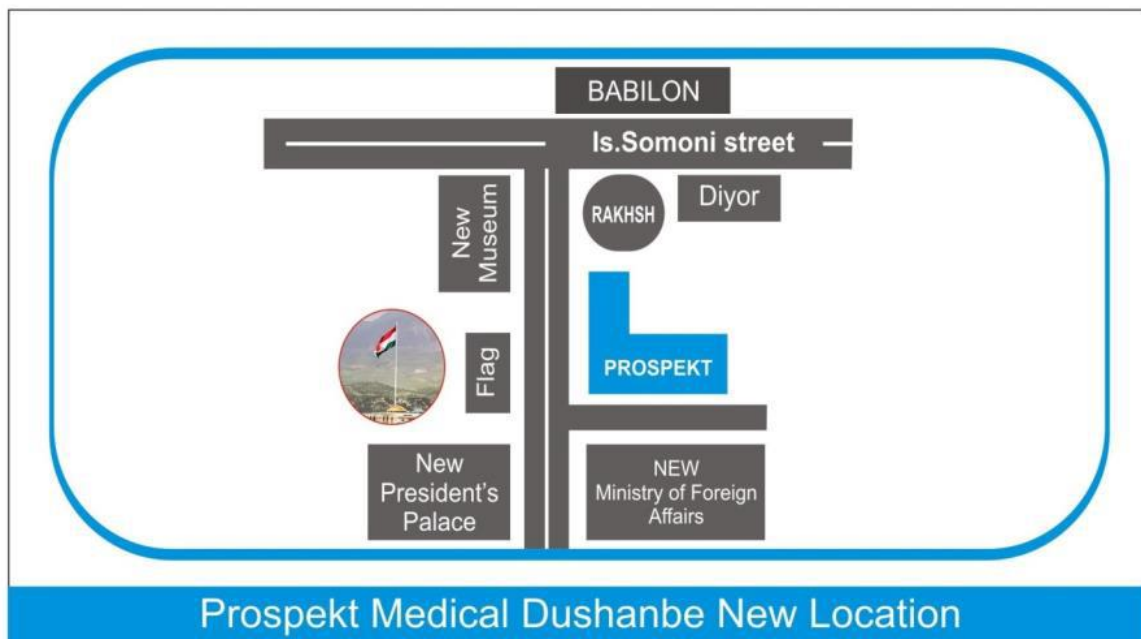 BABILON
Is.Somoni street
New
Museum
RAKHSH
Diyor
Flag
PROSPEKT
New
President's
Palace
NEW
Ministry of Foreign
Affairs
Prospekt Medical Dushanbe New Location